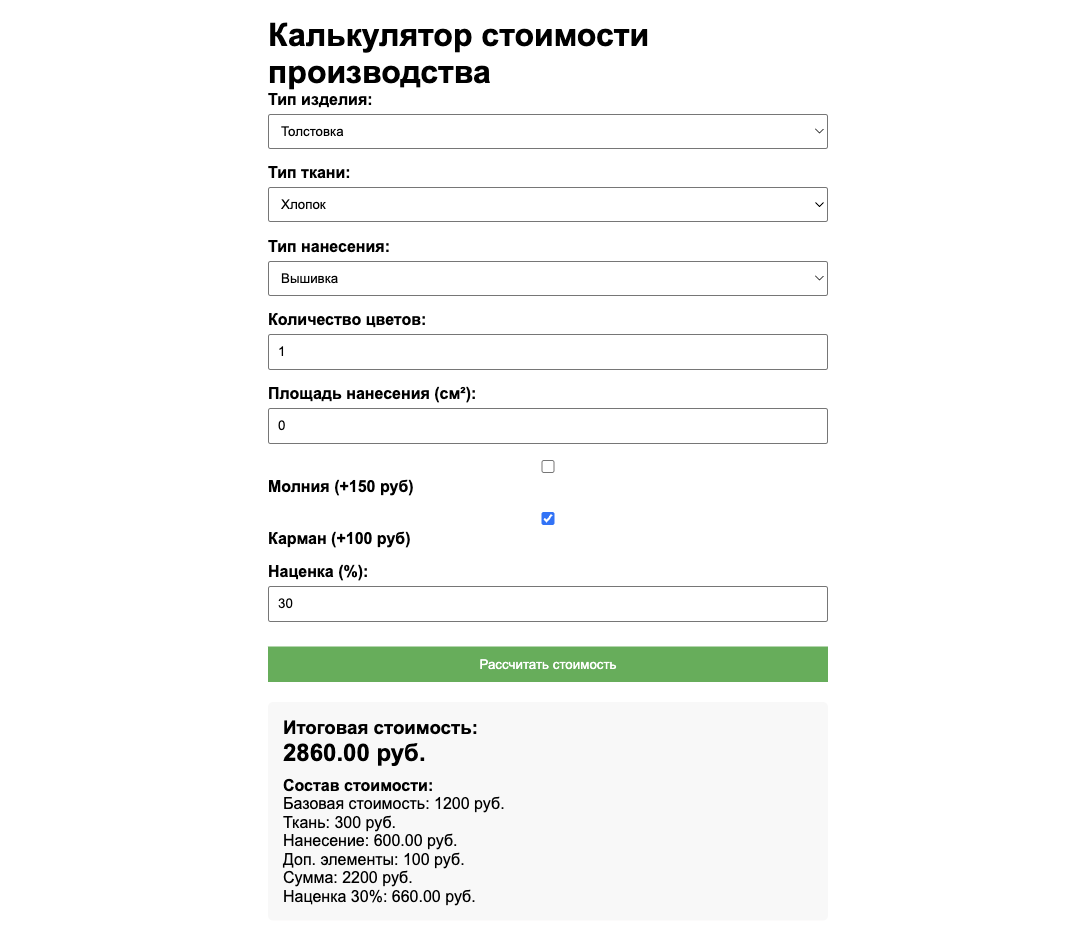 Калькулятор стоимости
производства
Тип изделия:
Толстовка
Тип ткани:
Хлопок
Тип нанесения:
Вышивка
Количество цветов:
1
Площадь нанесения (см²):
0
Молния (+150 руб)
Карман (+100 руб)
Наценка (%):
30
Рассчитать стоимость
Итоговая стоимость:
2860.00 руб.
Состав стоимости:
Базовая стоимость: 1200 руб.
Ткань: 300 руб.
Нанесение: 600.00 руб.
Доп. элементы: 100 руб.
Сумма: 2200 руб.
Наценка 30%: 660.00 руб.